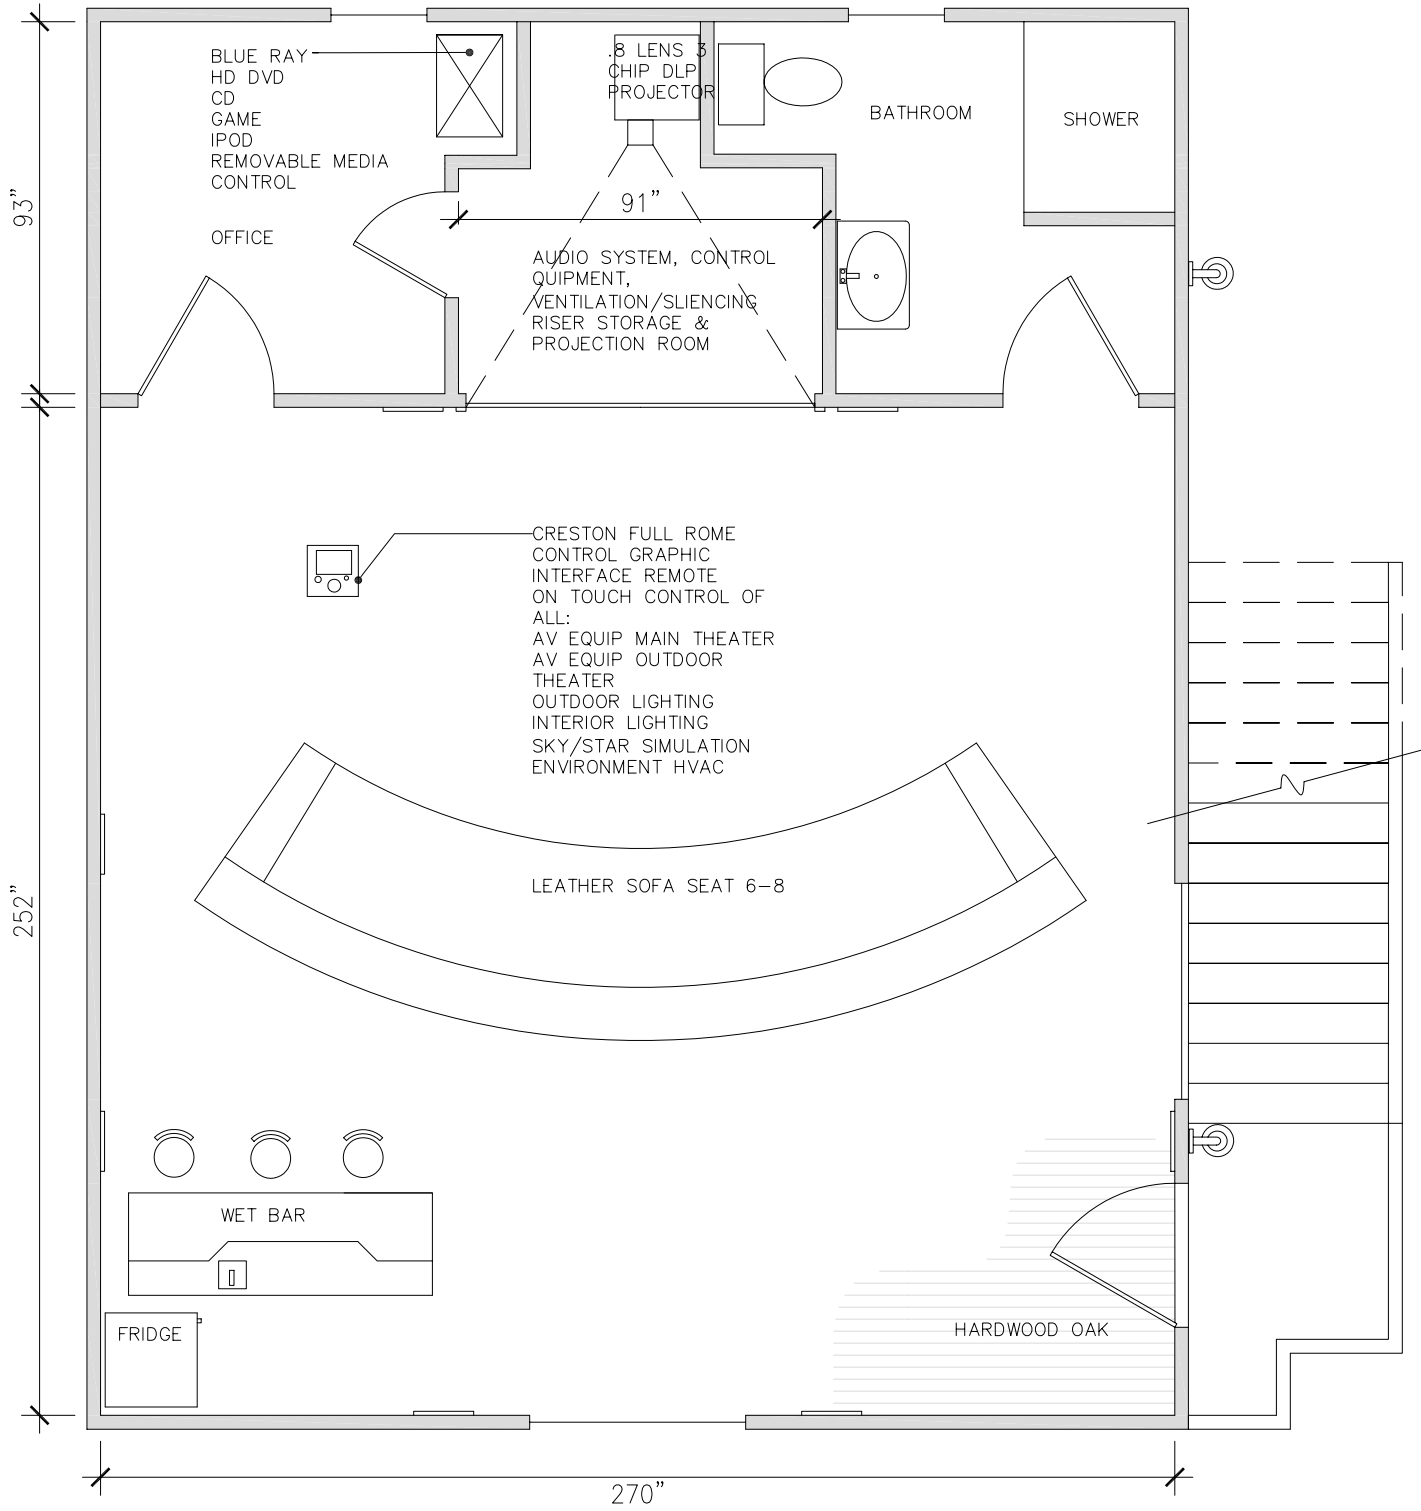 BLUE RAY
HD DVD
CD
GAME
IPOD
REMOVABLE MEDIA
CONTROL
OFFICE
.8 LENS 3
CHIP DLP
PROJECTOR
BATHROOM
SHOWER
93"
91"
AUDIO SYSTEM, CONTROL
QUIPMENT,
VENTILATION/SLIENCING
RISER STORAGE &
PROJECTION ROOM
CRESTON FULL ROME
CONTROL GRAPHIC
INTERFACE REMOTE
ON TOUCH CONTROL OF
ALL:
AV EQUIP MAIN THEATER
AV EQUIP OUTDOOR
THEATER
OUTDOOR LIGHTING
INTERIOR LIGHTING
SKY/STAR SIMULATION
ENVIRONMENT HVAC
LEATHER SOFA SEAT 6-8
252"
WET BAR
FRIDGE
HARDWOOD OAK
270"